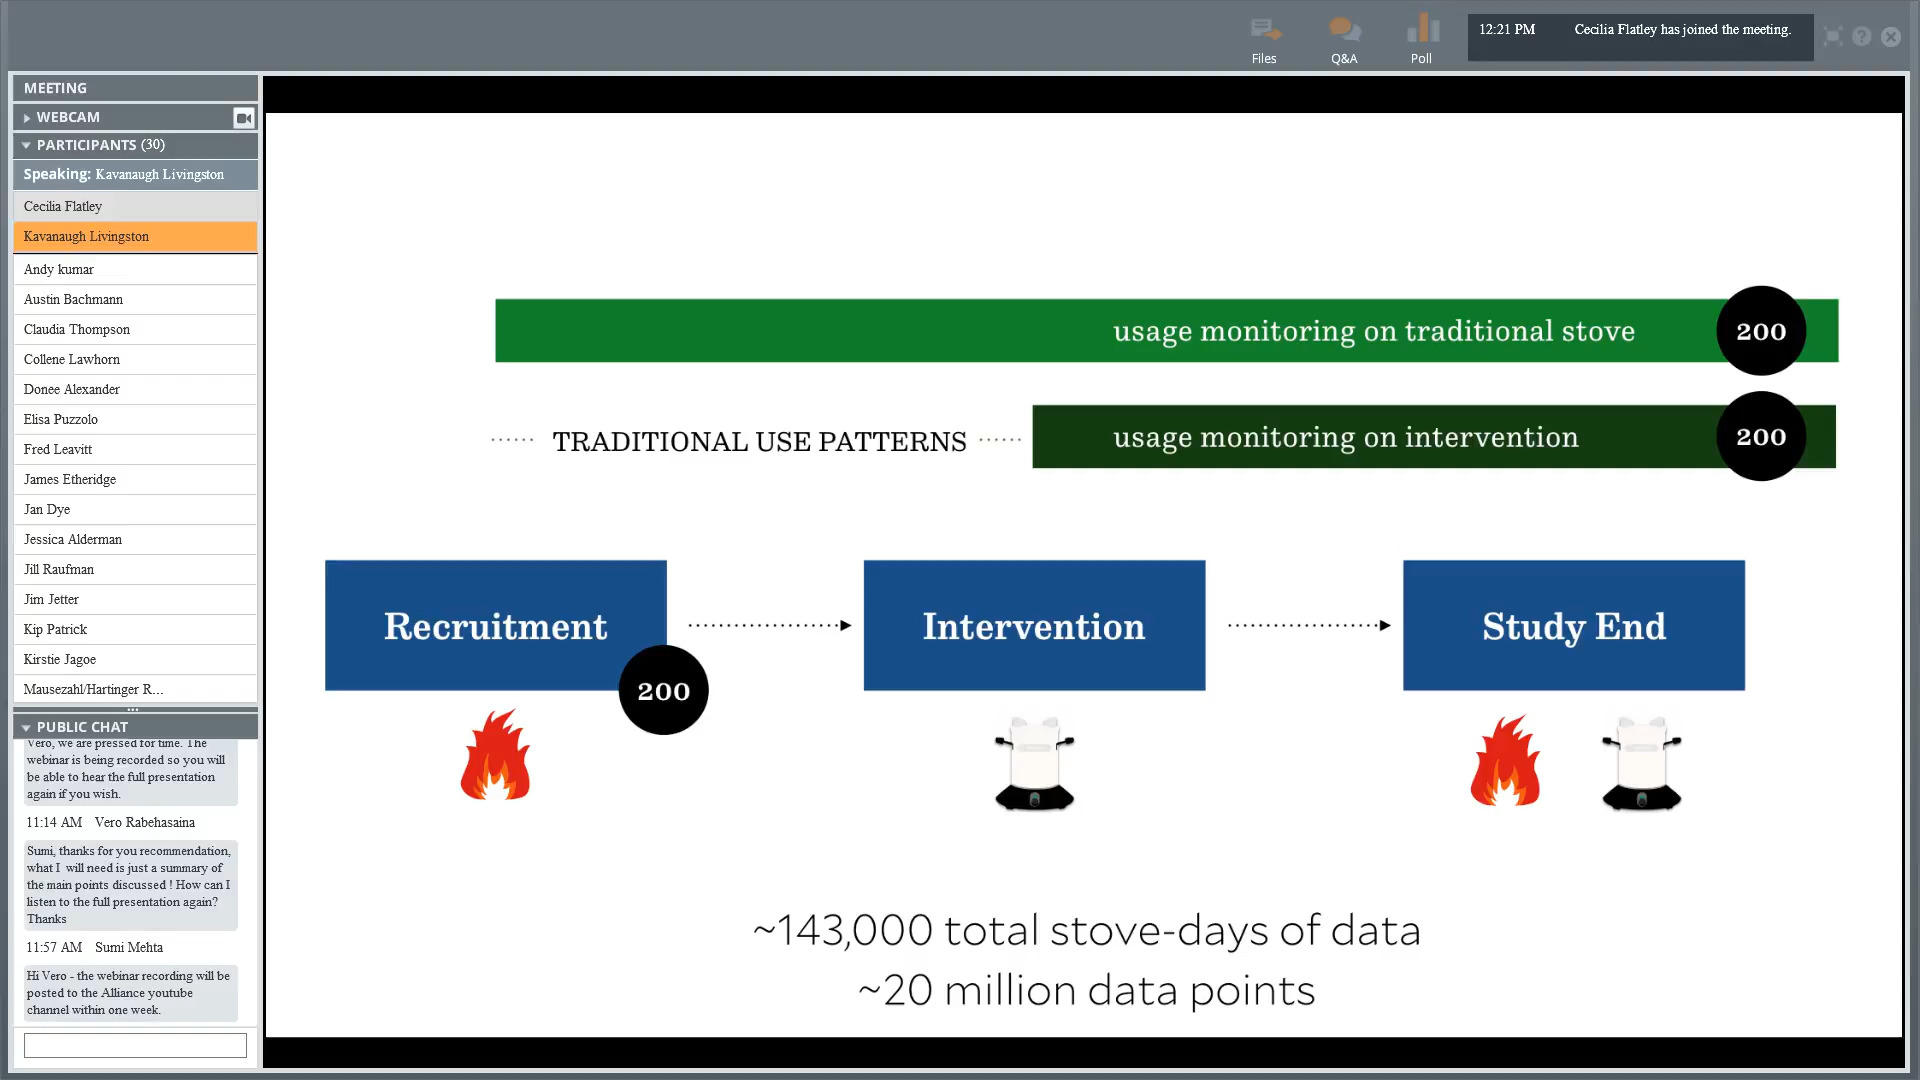 Files
Q&A
Poll
12:21 PM Cecilia Flatley has joined the meeting.
MEETING
WEBCAM
PARTICIPANTS (30)
Speaking: Kavanaugh Livingston
Cecilia Flatley
Kavanaugh Livingston
Andy kumar
Austin Bachmann
Claudia Thompson
Collene Lawhorn
Donee Alexander
Elisa Puzzolo
Fred Leavitt
James Etheridge
Jan Dye
Jessica Alderman
Jill Raufman
Jim Jetter
Kip Patrick
Kirstie Jagoe
Mausezahl/Hartinger R...
PUBLIC CHAT
Vero, we are pressed for time. The
webinar is being recorded so you will
be able to hear the full presentation
again if you wish.
11:14 AM Vero Rabehasaina
Sumi, thanks for you recommendation,
what I will need is just a summary of
the main points discussed ! How can I
listen to the full presentation again?
Thanks
11:57 AM Sumi Mehta
Hi Vero - the webinar recording will be
posted to the Alliance youtube
channel within one week.
usage monitoring on traditional stove 200
TRADITIONAL USE PATTERNS
usage monitoring on intervention 200
Recruitment
200
Intervention
Study End
~143,000 total stove-days of data
~20 million data points